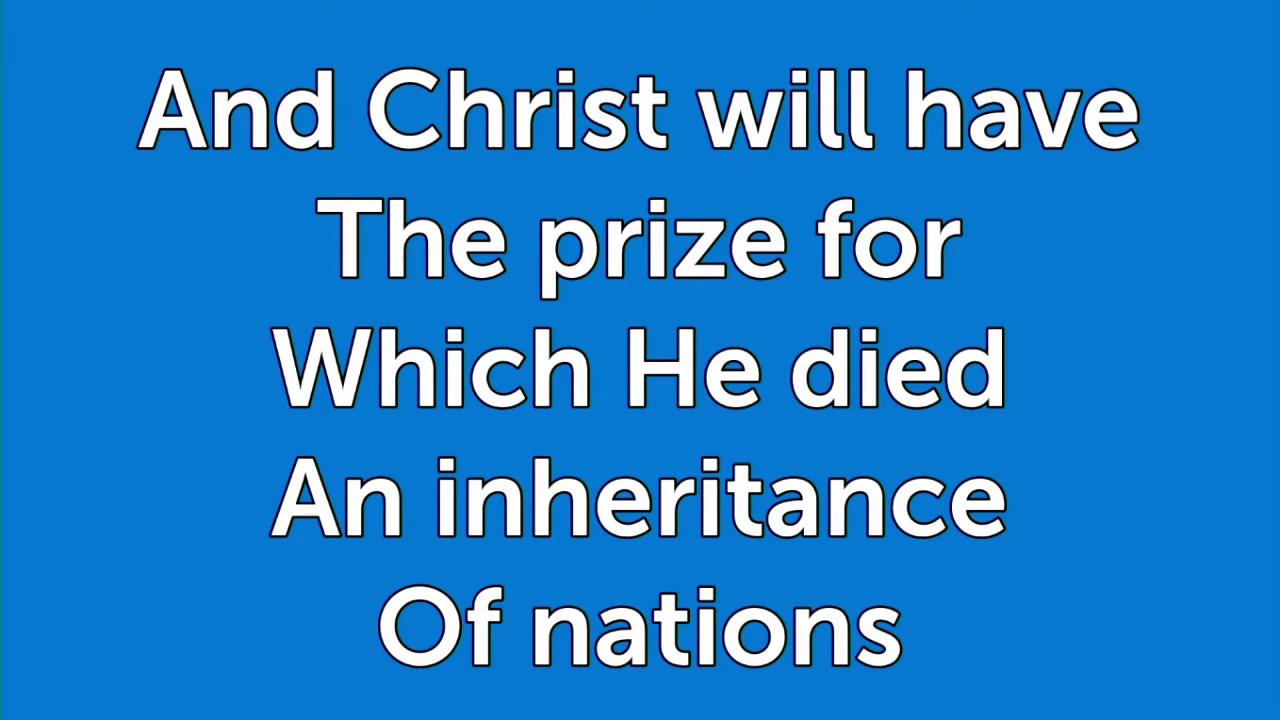 And Christ will have
The prize for
Which He died
An inheritance
Of nations